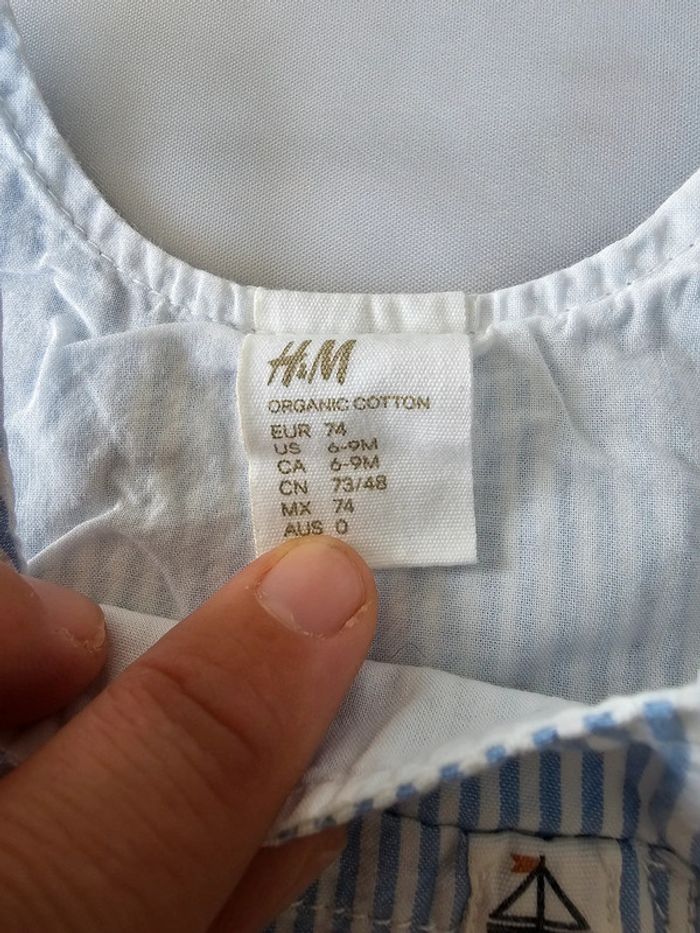 H&M
ORGANIC COTTON
EUR 74
US 6-9M
CA 6-9M
CN 73/48
MX 74
AUS 0